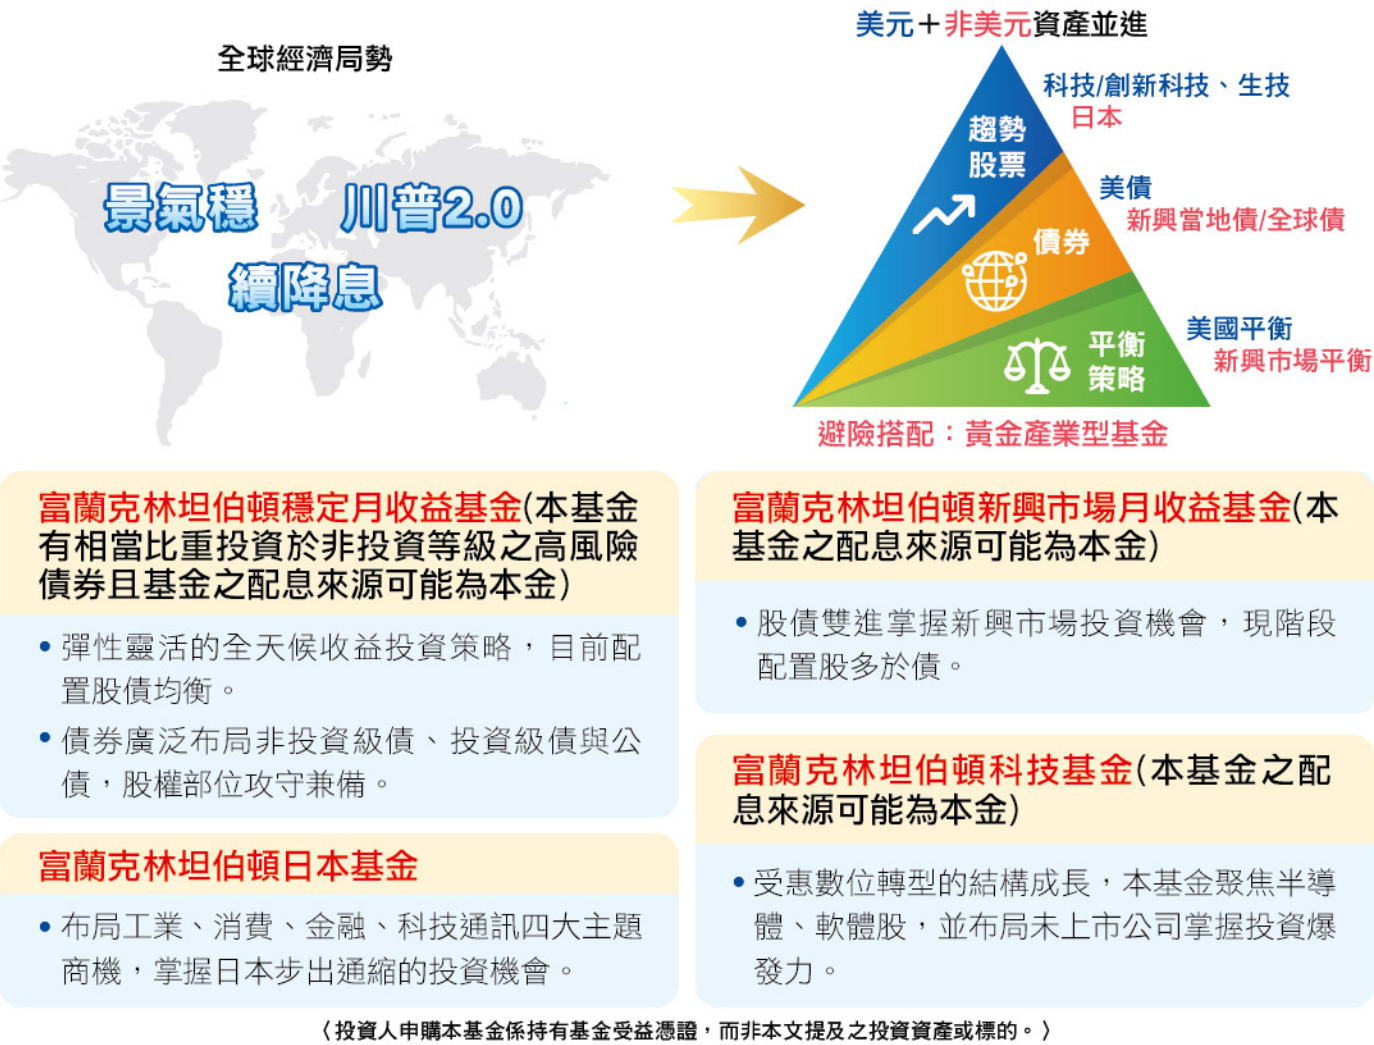 全球經濟局勢
景氣穩
川普2.0
續降息
美元＋非美元資產並進
趨勢
股票
科技/創新科技、生技
日本
債券
美債
新興當地債/全球債
平衡
策略
美國平衡
新興市場平衡
避險搭配：黃金產業型基金
富蘭克林坦伯頓穩定月收益基金(本基金
有相當比重投資於非投資等級之高風險
債券且基金之配息來源可能為本金)
• 彈性靈活的全天候收益投資策略，目前配
置股債均衡。
• 債券廣泛布局非投資級債、投資級債與公
債，股權部位攻守兼備。
富蘭克林坦伯頓日本基金
• 布局工業、消費、金融、科技通訊四大主題
商機，掌握日本步出通縮的投資機會。
富蘭克林坦伯頓新興市場月收益基金(本
基金之配息來源可能為本金)
• 股債雙進掌握新興市場投資機會，現階段
配置股多於債。
富蘭克林坦伯頓科技基金(本基金之配
息來源可能為本金)
• 受惠數位轉型的結構成長，本基金聚焦半導
體、軟體股，並布局未上市公司掌握投資爆
發力。
〈投資人申購本基金係持有基金受益憑證，而非本文提及之投資資產或標的。〉